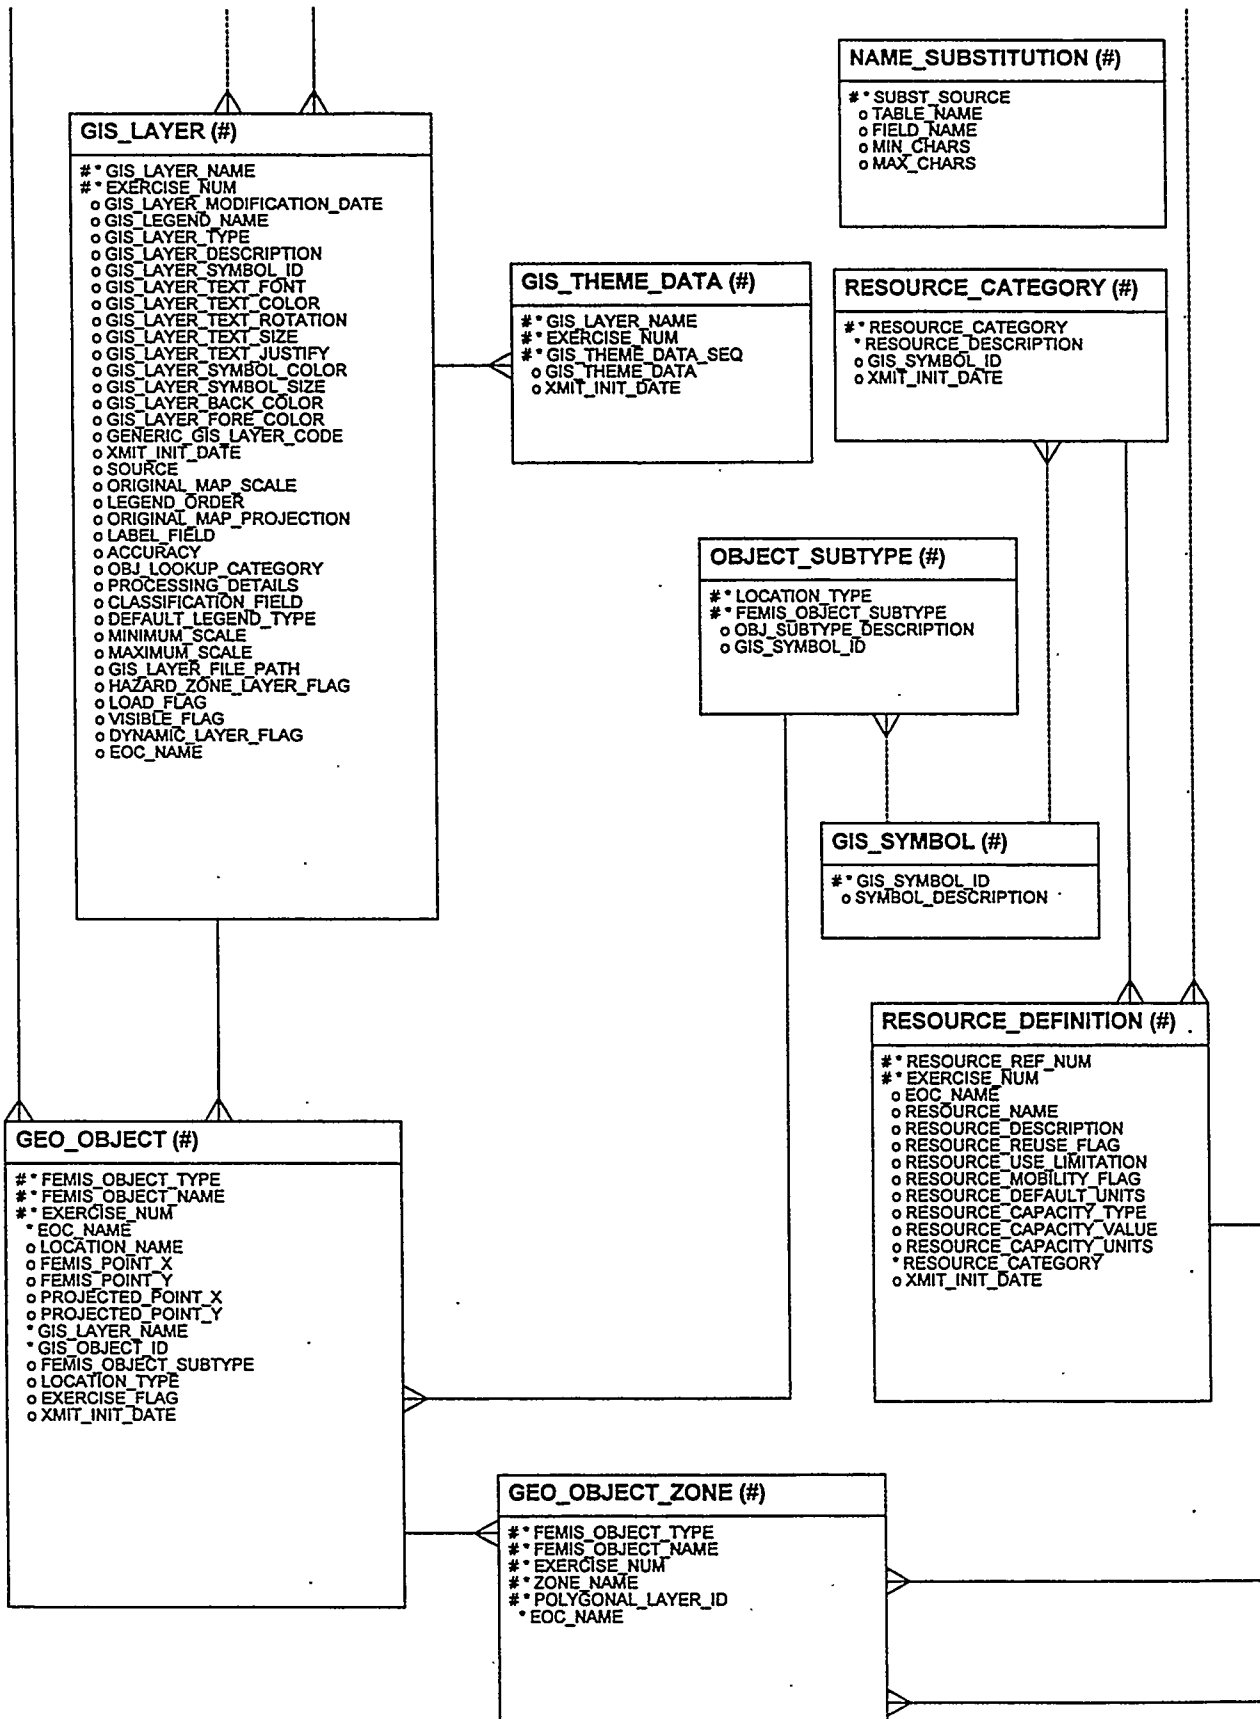 NAME_SUBSTITUTION (#)
#* SUBST_SOURCE
o TABLE_NAME
o FIELD_NAME
o MIN_CHARS
o MAX_CHARS
GIS_LAYER (#)
#* GIS_LAYER_NAME
#* EXERCISE_NUM
o GIS_LAYER_MODIFICATION_DATE
o GIS_LEGEND_NAME
o GIS_LAYER_TYPE
o GIS_LAYER_DESCRIPTION
o GIS_LAYER_SYMBOL_ID
o GIS_LAYER_TEXT_FONT
o GIS_LAYER_TEXT_COLOR
o GIS_LAYER_TEXT_ROTATION
o GIS_LAYER_TEXT_SIZE
o GIS_LAYER_TEXT_JUSTIFY
o GIS_LAYER_SYMBOL_COLOR
o GIS_LAYER_SYMBOL_SIZE
o GIS_LAYER_BACK_COLOR
o GIS_LAYER_FORE_COLOR
o GENERIC_GIS_LAYER_CODE
o XMIT_INIT_DATE
o SOURCE
o ORIGINAL_MAP_SCALE
o LEGEND_ORDER
o ORIGINAL_MAP_PROJECTION
o LABEL_FIELD
o ACCURACY
o OBJ_LOOKUP_CATEGORY
o PROCESSING_DETAILS
o CLASSIFICATION_FIELD
o DEFAULT_LEGEND_TYPE
o MINIMUM_SCALE
o MAXIMUM_SCALE
o GIS_LAYER_FILE_PATH
o HAZARD_ZONE_LAYER_FLAG
o LOAD_FLAG
o VISIBLE_FLAG
o DYNAMIC_LAYER_FLAG
o EOC_NAME
GIS_THEME_DATA (#)
#* GIS_LAYER_NAME
#* EXERCISE_NUM
#* GIS_THEME_DATA_SEQ
o GIS_THEME_DATA
o XMIT_INIT_DATE
RESOURCE_CATEGORY (#)
#* RESOURCE_CATEGORY
* RESOURCE_DESCRIPTION
o GIS_SYMBOL_ID
o XMIT_INIT_DATE
OBJECT_SUBTYPE (#)
#* LOCATION_TYPE
#* FEMIS_OBJECT_SUBTYPE
o OBJ_SUBTYPE_DESCRIPTION
o GIS_SYMBOL_ID
GIS_SYMBOL (#)
#* GIS_SYMBOL_ID
o SYMBOL_DESCRIPTION
RESOURCE_DEFINITION (#)
#* RESOURCE_REF_NUM
#* EXERCISE_NUM
o EOC_NAME
o RESOURCE_NAME
o RESOURCE_DESCRIPTION
o RESOURCE_REUSE_FLAG
o RESOURCE_USE_LIMITATION
o RESOURCE_MOBILITY_FLAG
o RESOURCE_DEFAULT_UNITS
o RESOURCE_CAPACITY_TYPE
o RESOURCE_CAPACITY_VALUE
o RESOURCE_CAPACITY_UNITS
* RESOURCE_CATEGORY
o XMIT_INIT_DATE
GEO_OBJECT (#)
#* FEMIS_OBJECT_TYPE
#* FEMIS_OBJECT_NAME
#* EXERCISE_NUM
* EOC_NAME
o LOCATION_NAME
o FEMIS_POINT_X
o FEMIS_POINT_Y
o PROJECTED_POINT_X
o PROJECTED_POINT_Y
* GIS_LAYER_NAME
* GIS_OBJECT_ID
o FEMIS_OBJECT_SUBTYPE
o LOCATION_TYPE
o EXERCISE_FLAG
o XMIT_INIT_DATE
GEO_OBJECT_ZONE (#)
#* FEMIS_OBJECT_TYPE
#* FEMIS_OBJECT_NAME
#* EXERCISE_NUM
#* ZONE_NAME
#* POLYGONAL_LAYER_ID
* EOC_NAME